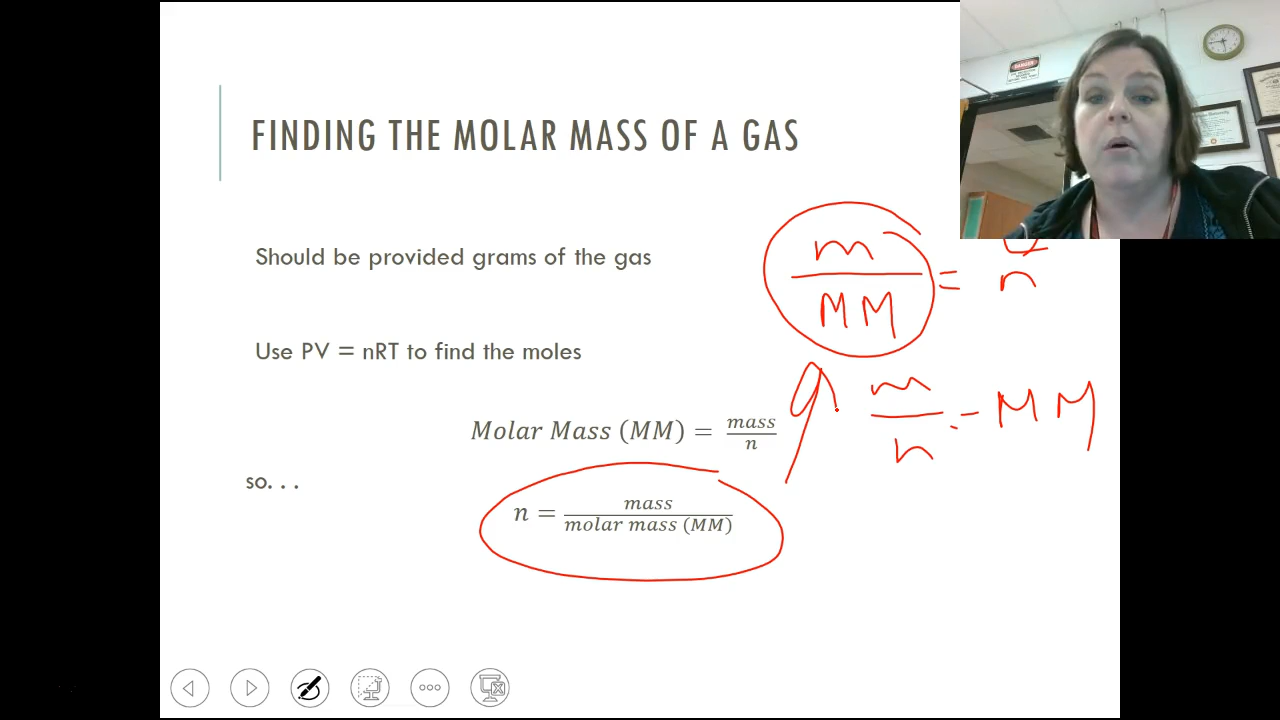 FINDING THE MOLAR MASS OF A GAS
DANGER
Should be provided grams of the gas
m
MM
=
n
Use PV = nRT to find the moles
m
n
= MM
Molar Mass (MM) = mass
n
so. . .
n = mass
molar mass (MM)